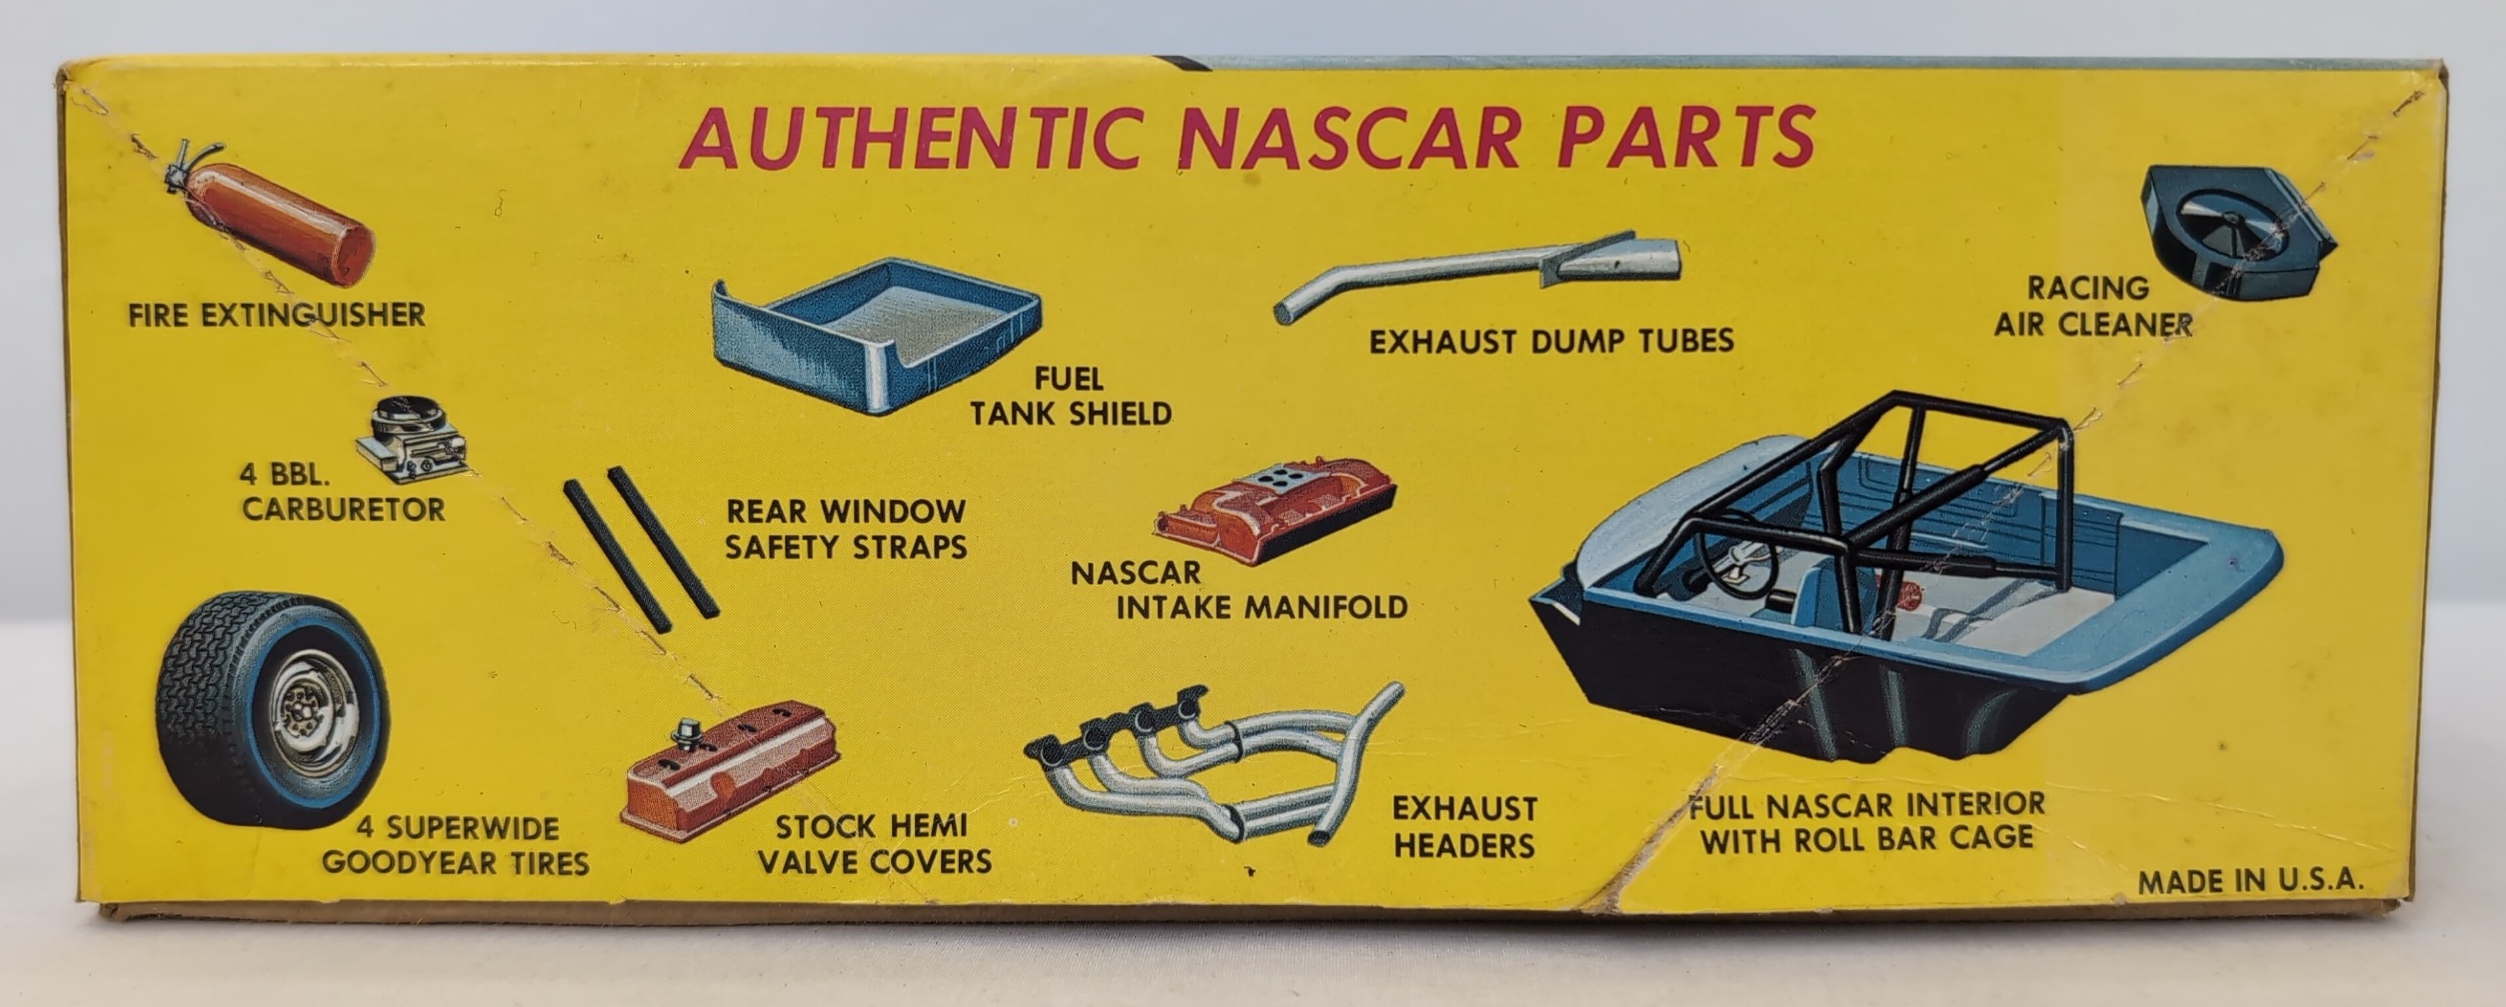 AUTHENTIC NASCAR PARTS
FIRE EXTINGUISHER
FUEL
TANK SHIELD
EXHAUST DUMP TUBES
RACING
AIR CLEANER
4 BBL.
CARBURETOR
REAR WINDOW
SAFETY STRAPS
NASCAR
INTAKE MANIFOLD
4 SUPERWIDE
GOODYEAR TIRES
STOCK HEMI
VALVE COVERS
EXHAUST
HEADERS
FULL NASCAR INTERIOR
WITH ROLL BAR CAGE
MADE IN U.S.A.